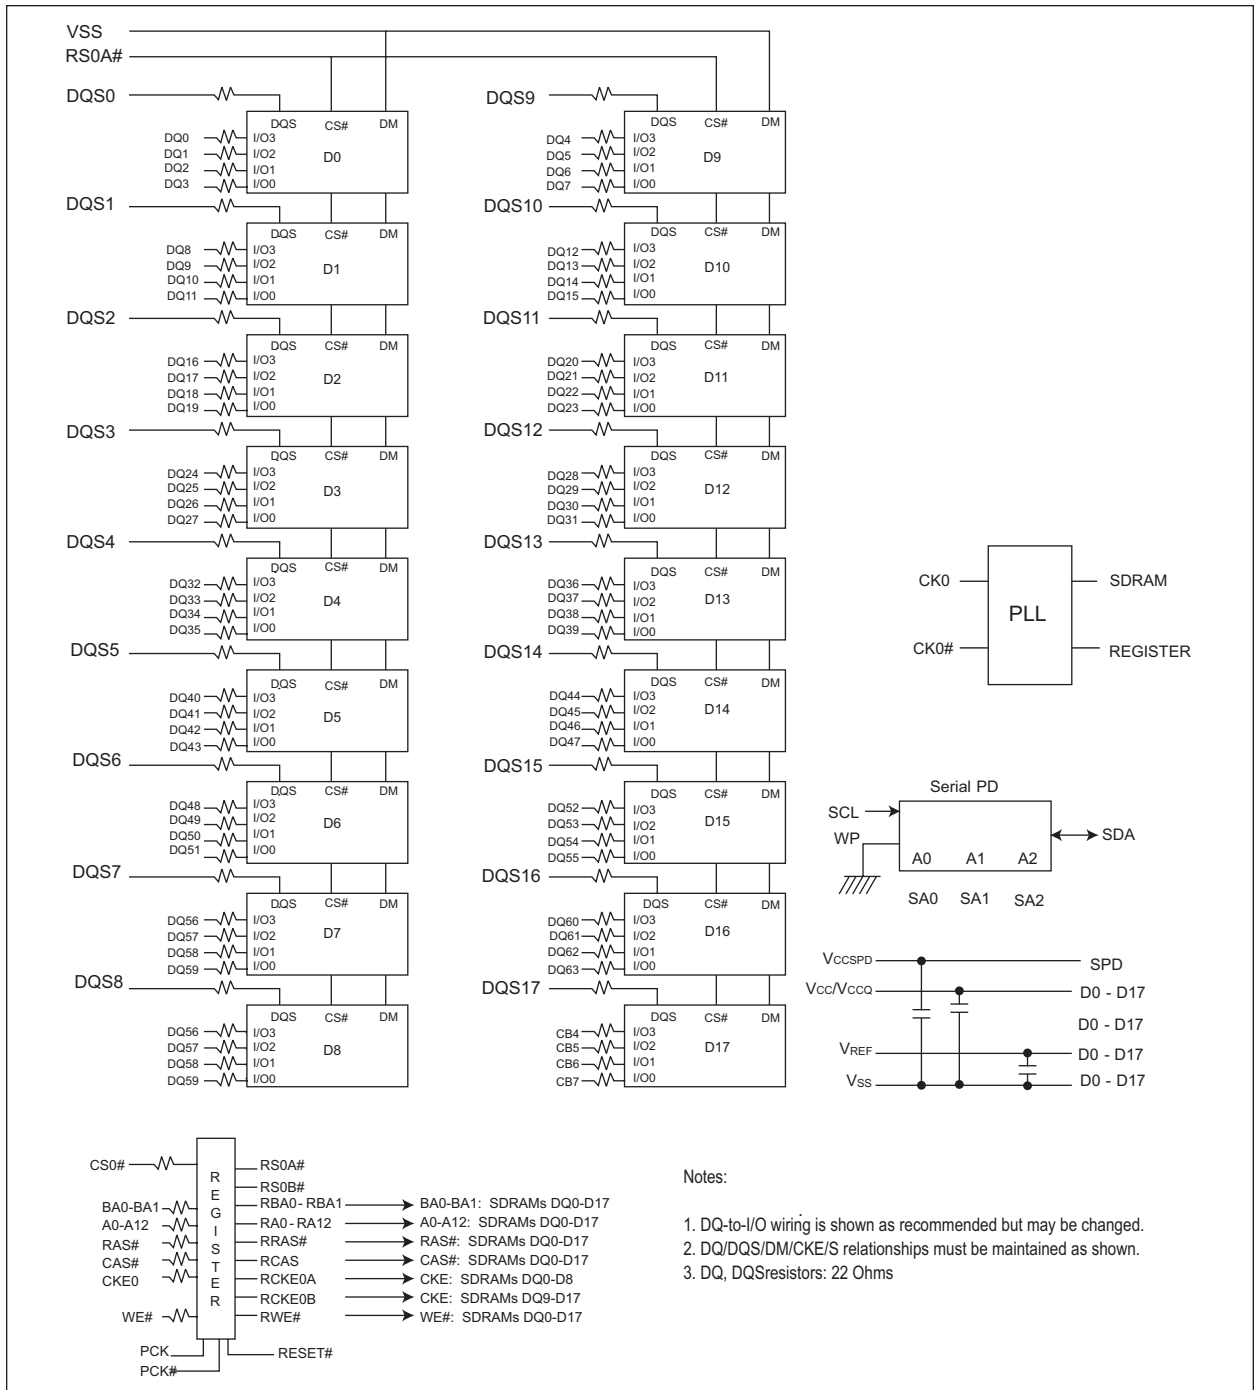 VSS
RS0A#
DQS0
DQS CS# DM
DQ0 I/O3
DQ1 I/O2 D0
DQ2 I/O1
DQ3 I/O0
DQS1
DQS CS# DM
DQ8 I/O3
DQ9 I/O2 D1
DQ10 I/O1
DQ11 I/O0
DQS2
DQS CS# DM
DQ16 I/O3
DQ17 I/O2 D2
DQ18 I/O1
DQ19 I/O0
DQS3
DQS CS# DM
DQ24 I/O3
DQ25 I/O2 D3
DQ26 I/O1
DQ27 I/O0
DQS4
DQS CS# DM
DQ32 I/O3
DQ33 I/O2 D4
DQ34 I/O1
DQ35 I/O0
DQS5
DQS CS# DM
DQ40 I/O3
DQ41 I/O2 D5
DQ42 I/O1
DQ43 I/O0
DQS6
DQS CS# DM
DQ48 I/O3
DQ49 I/O2 D6
DQ50 I/O1
DQ51 I/O0
DQS7
DQS CS# DM
DQ56 I/O3
DQ57 I/O2 D7
DQ58 I/O1
DQ59 I/O0
DQS8
DQS CS# DM
DQ56 I/O3
DQ57 I/O2 D8
DQ58 I/O1
DQ59 I/O0
DQS9
DQS CS# DM
DQ4 I/O3
DQ5 I/O2 D9
DQ6 I/O1
DQ7 I/O0
DQS10
DQS CS# DM
DQ12 I/O3
DQ13 I/O2 D10
DQ14 I/O1
DQ15 I/O0
DQS11
DQS CS# DM
DQ20 I/O3
DQ21 I/O2 D11
DQ22 I/O1
DQ23 I/O0
DQS12
DQS CS# DM
DQ28 I/O3
DQ29 I/O2 D12
DQ30 I/O1
DQ31 I/O0
DQS13
DQS CS# DM
DQ36 I/O3
DQ37 I/O2 D13
DQ38 I/O1
DQ39 I/O0
DQS14
DQS CS# DM
DQ44 I/O3
DQ45 I/O2 D14
DQ46 I/O1
DQ47 I/O0
DQS15
DQS CS# DM
DQ52 I/O3
DQ53 I/O2 D15
DQ54 I/O1
DQ55 I/O0
DQS16
DQS CS# DM
DQ60 I/O3
DQ61 I/O2 D16
DQ62 I/O1
DQ63 I/O0
DQS17
DQS CS# DM
CB4 I/O3
CB5 I/O2 D17
CB6 I/O1
CB7 I/O0
CK0 SDRAM
PLL
CK0# REGISTER
Serial PD
SCL
WP SDA
A0 A1 A2
SA0 SA1 SA2
VCCSPD SPD
VCC/VCCQ D0 - D17
D0 - D17
VREF D0 - D17
VSS D0 - D17
REGISTER
CS0# RS0A#
RS0B#
BA0-BA1 RBA0 - RBA1 BA0-BA1: SDRAMs DQ0-D17
A0-A12 RA0 - RA12 A0-A12: SDRAMs DQ0-D17
RAS# RRAS# RAS#: SDRAMs DQ0-D17
CAS# RCAS CAS#: SDRAMs DQ0-D17
CKE0 RCKE0A CKE: SDRAMs DQ0-D8
RCKE0B CKE: SDRAMs DQ9-D17
WE# RWE# WE#: SDRAMs DQ0-D17
PCK RESET#
PCK#
Notes:
1. DQ-to-I/O wiring is shown as recommended but may be changed.
2. DQ/DQS/DM/CKE/S relationships must be maintained as shown.
3. DQ, DQSresistors: 22 Ohms